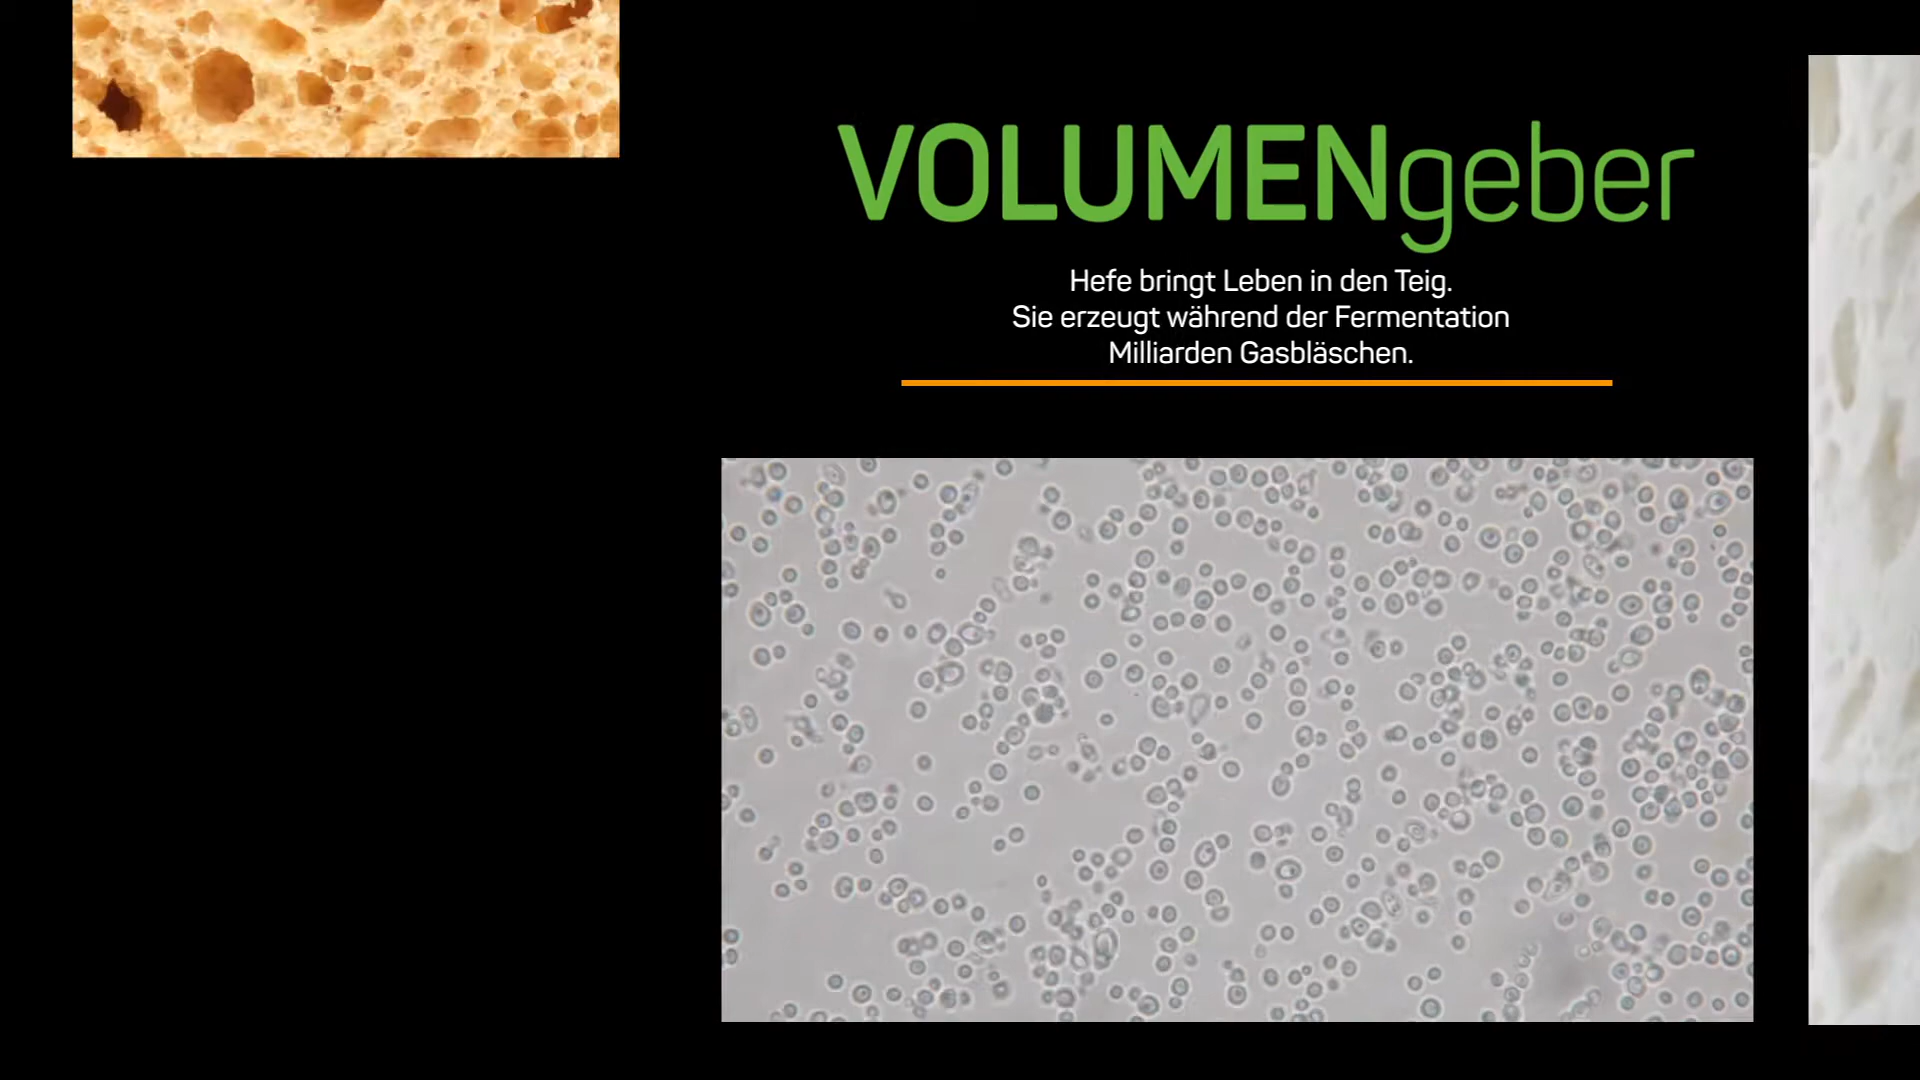 VOLUMENgeber
Hefe bringt Leben in den Teig.
Sie erzeugt während der Fermentation
Milliarden Gasbläschen.